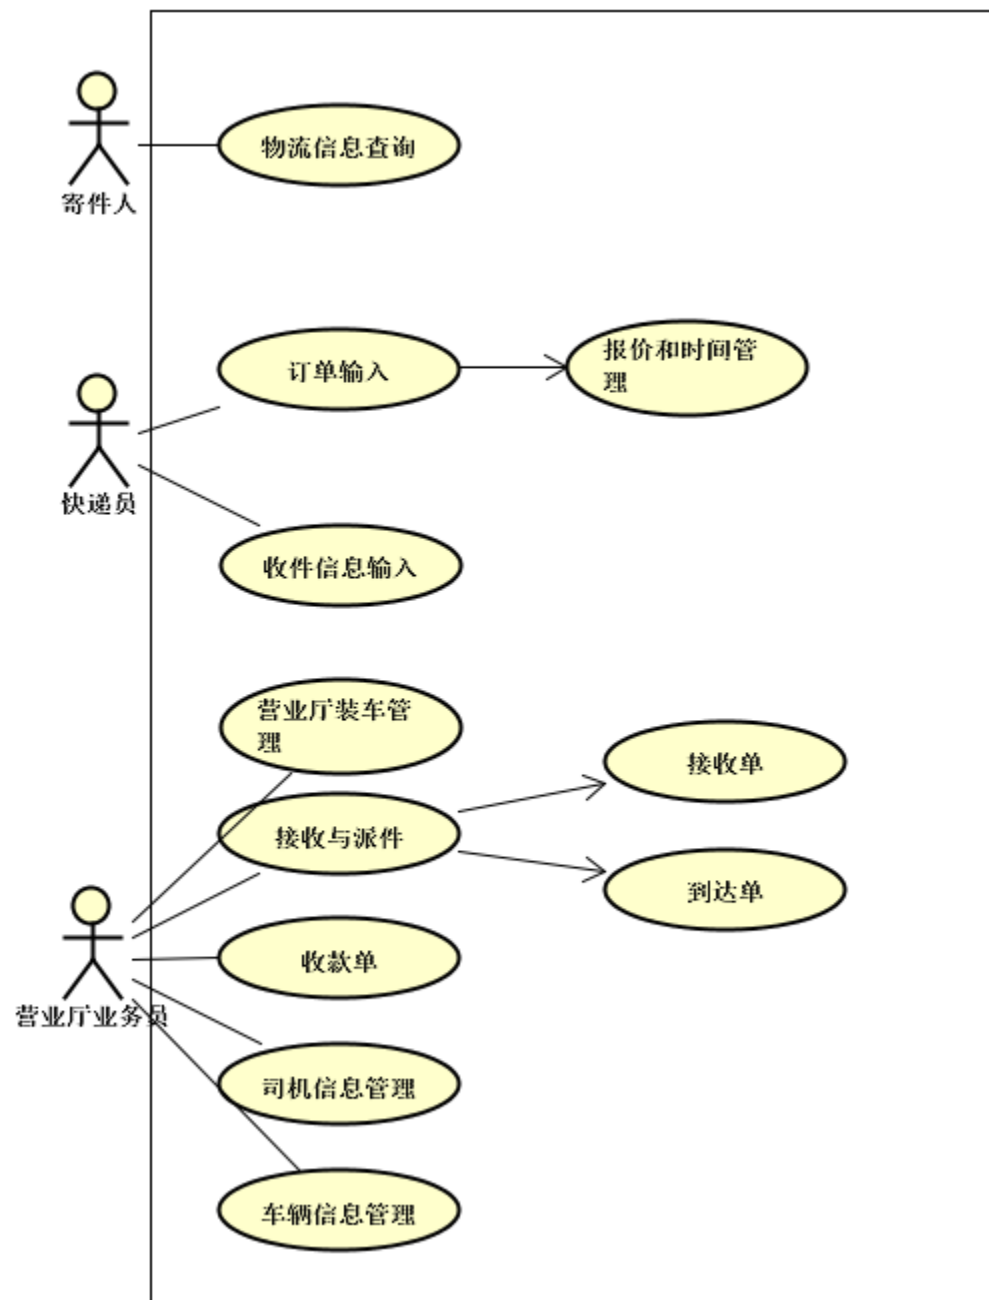 物流信息查询
寄件人
订单输入
报价和时间管
理
快递员
收件信息输入
营业厅装车管
理
接收单
接收与派件
到达单
收款单
营业厅业务员
司机信息管理
车辆信息管理